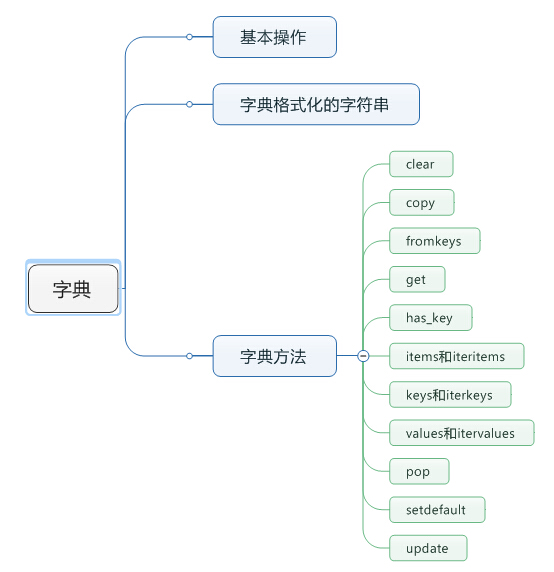 基本操作
字典格式化的字符串
字典
字典方法
clear
copy
fromkeys
get
has_key
items和iteritems
keys和iterkeys
values和itervalues
pop
setdefault
update